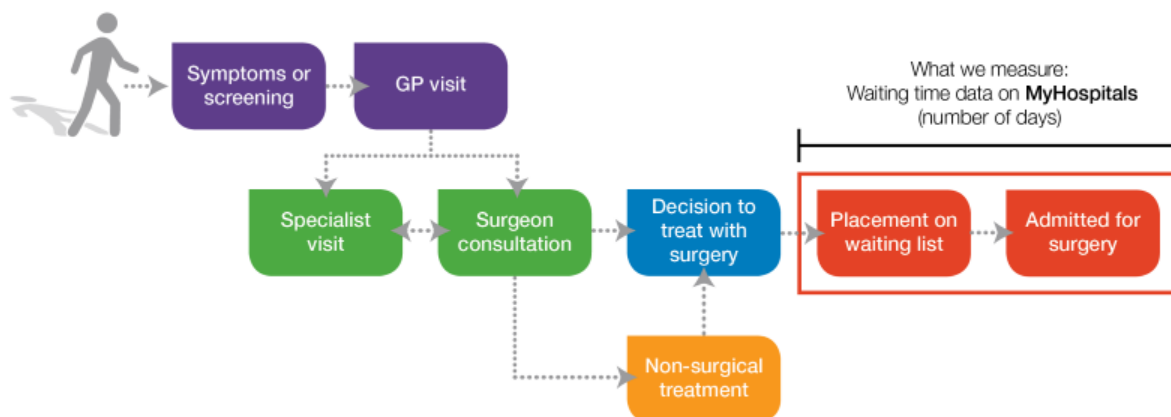 Symptoms or
screening
GP visit
What we measure:
Waiting time data on MyHospitals
(number of days)
Specialist
visit
Surgeon
consultation
Decision to
treat with
surgery
Placement on
waiting list
Admitted for
surgery
Non-surgical
treatment